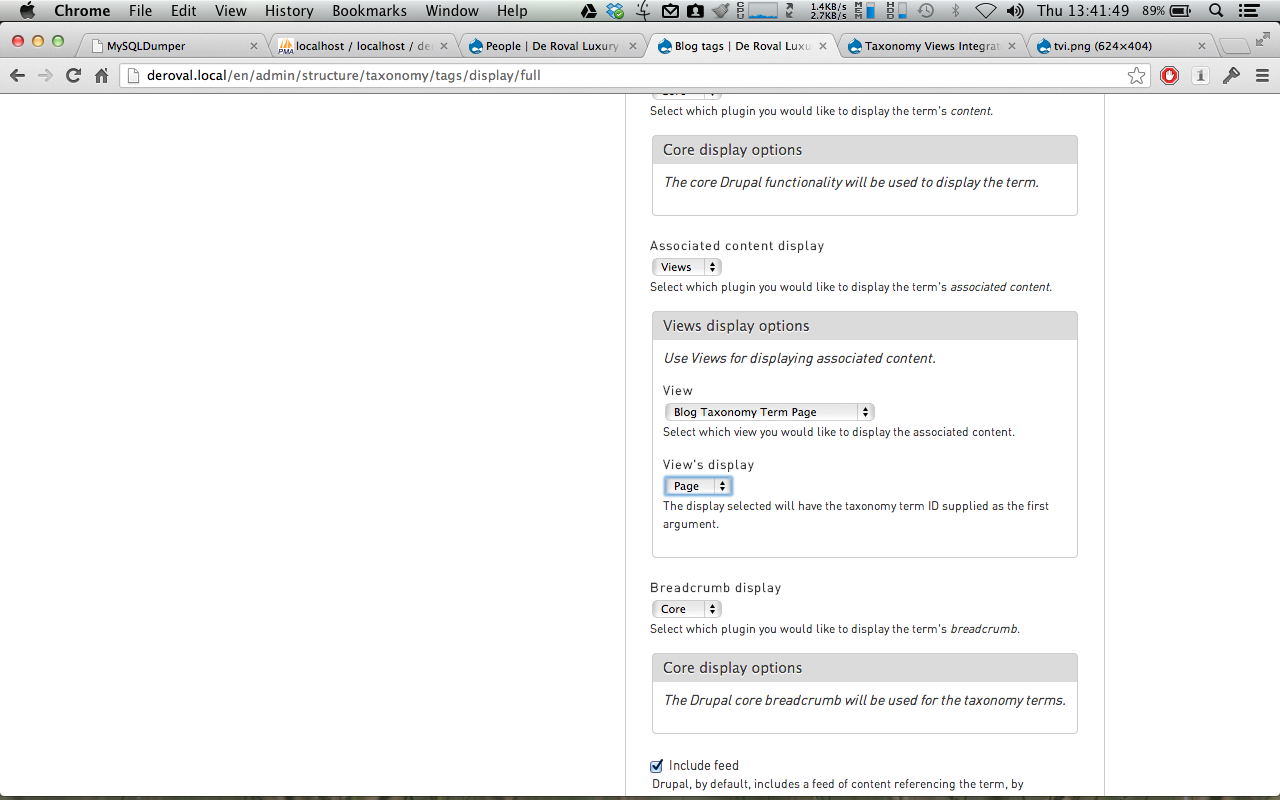 Chrome File Edit View History Bookmarks Window Help 1.4KB/s 2.7KB/s Thu 13:41:49 89%
MySQLDumper × localhost / localhost / de × People | De Roval Luxury × Blog tags | De Roval Luxu × Taxonomy Views Integrat × tvi.png (624×404) ×
deroval.local/en/admin/structure/taxonomy/tags/display/full
Select which plugin you would like to display the term's content.
Core display options
The core Drupal functionality will be used to display the term.
Associated content display
Views
Select which plugin you would like to display the term's associated content.
Views display options
Use Views for displaying associated content.
View
Blog Taxonomy Term Page
Select which view you would like to display the associated content.
View's display
Page
The display selected will have the taxonomy term ID supplied as the first
argument.
Breadcrumb display
Core
Select which plugin you would like to display the term's breadcrumb.
Core display options
The Drupal core breadcrumb will be used for the taxonomy terms.
Include feed
Drupal, by default, includes a feed of content referencing the term, by